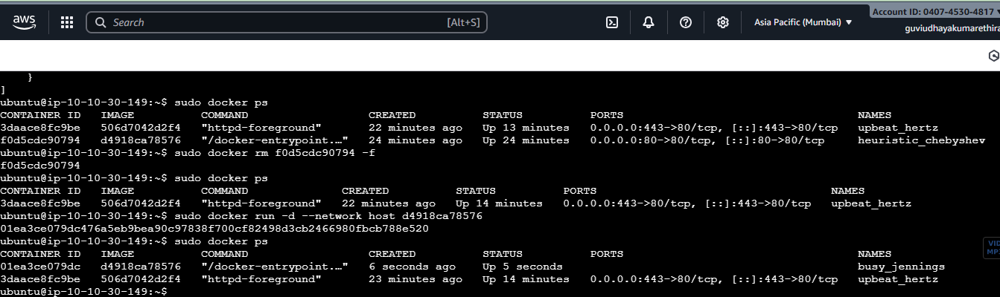 aws
Search
[Alt+S]
Asia Pacific (Mumbai) ▼
Account ID: 0407-4530-4817
guviudhayakumarethira
}
]
ubuntu@ip-10-10-30-149:~$ sudo docker ps
CONTAINER ID IMAGE COMMAND CREATED STATUS PORTS NAMES
3daace8fc9be 506d7042d2f4 "httpd-foreground" 22 minutes ago Up 13 minutes 0.0.0.0:443->80/tcp, [::]:443->80/tcp upbeat_hertz
f0d5cdc90794 d4918ca78576 "/docker-entrypoint.…" 24 minutes ago Up 24 minutes 0.0.0.0:80->80/tcp, [::]:80->80/tcp heuristic_chebyshev
ubuntu@ip-10-10-30-149:~$ sudo docker rm f0d5cdc90794 -f
f0d5cdc90794
ubuntu@ip-10-10-30-149:~$ sudo docker ps
CONTAINER ID IMAGE COMMAND CREATED STATUS PORTS NAMES
3daace8fc9be 506d7042d2f4 "httpd-foreground" 22 minutes ago Up 14 minutes 0.0.0.0:443->80/tcp, [::]:443->80/tcp upbeat_hertz
ubuntu@ip-10-10-30-149:~$ sudo docker run -d --network host d4918ca78576
01ea3ce079dc476a5eb9bea90c97838f700cf82498d3cb2466980fbcb788e520
ubuntu@ip-10-10-30-149:~$ sudo docker ps
CONTAINER ID IMAGE COMMAND CREATED STATUS PORTS NAMES
01ea3ce079dc d4918ca78576 "/docker-entrypoint.…" 6 seconds ago Up 5 seconds busy_jennings
3daace8fc9be 506d7042d2f4 "httpd-foreground" 23 minutes ago Up 14 minutes 0.0.0.0:443->80/tcp, [::]:443->80/tcp upbeat_hertz
ubuntu@ip-10-10-30-149:~$